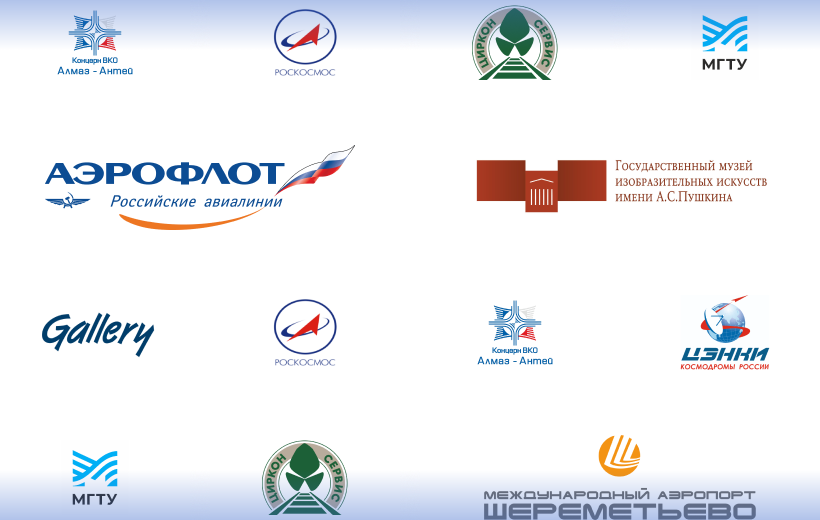 Концерн ВКО
Алмаз - Антей
РОСКОСМОС
ЦИРКОН СЕРВИС
МГТУ
АЭРОФЛОТ
Российские авиалинии
Государственный музей
изобразительных искусств
имени А.С.Пушкина
Gallery
РОСКОСМОС
Концерн ВКО
Алмаз - Антей
ЦЭНКИ
КОСМОДРОМЫ РОССИИ
МГТУ
ЦИРКОН СЕРВИС
МЕЖДУНАРОДНЫЙ АЭРОПОРТ
ШЕРЕМЕТЬЕВО